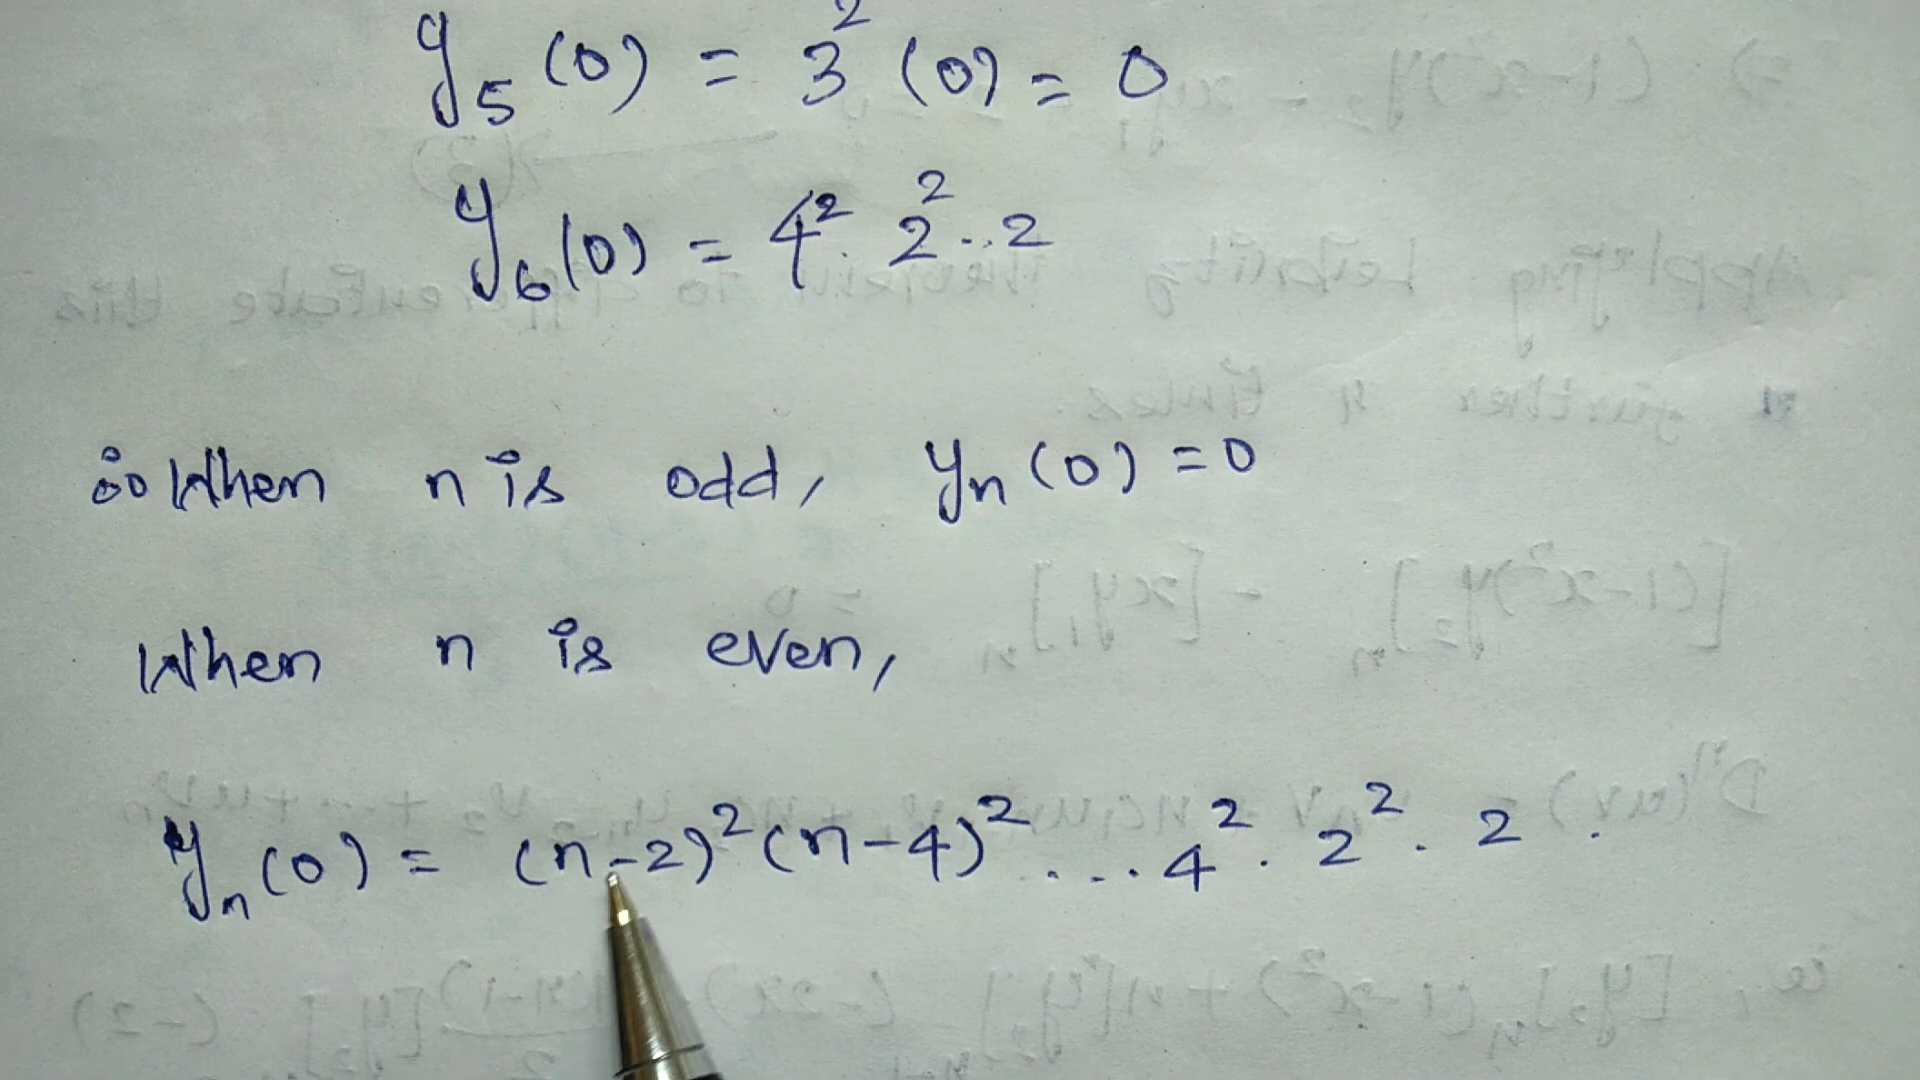 y₅(0) = 3²(0) = 0
y₆(0) = 4². 2². . 2
∴ When n is odd, yₙ(0) = 0
When n is even,
yₙ(0) = (n-2)² (n-4)² .... 4² . 2² . 2 .